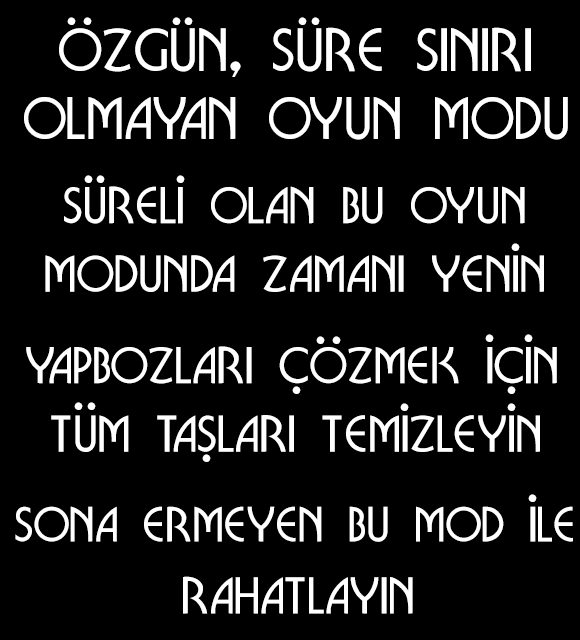 ÖZGÜN, SÜRE SINIRI
OLMAYAN OYUN MODU
SÜRELİ OLAN BU OYUN
MODUNDA ZAMANI YENİN
YAPBOZLARI ÇÖZMEK İÇİN
TÜM TAŞLARI TEMİZLEYİN
SONA ERMEYEN BU MOD İLE
RAHATLAYIN